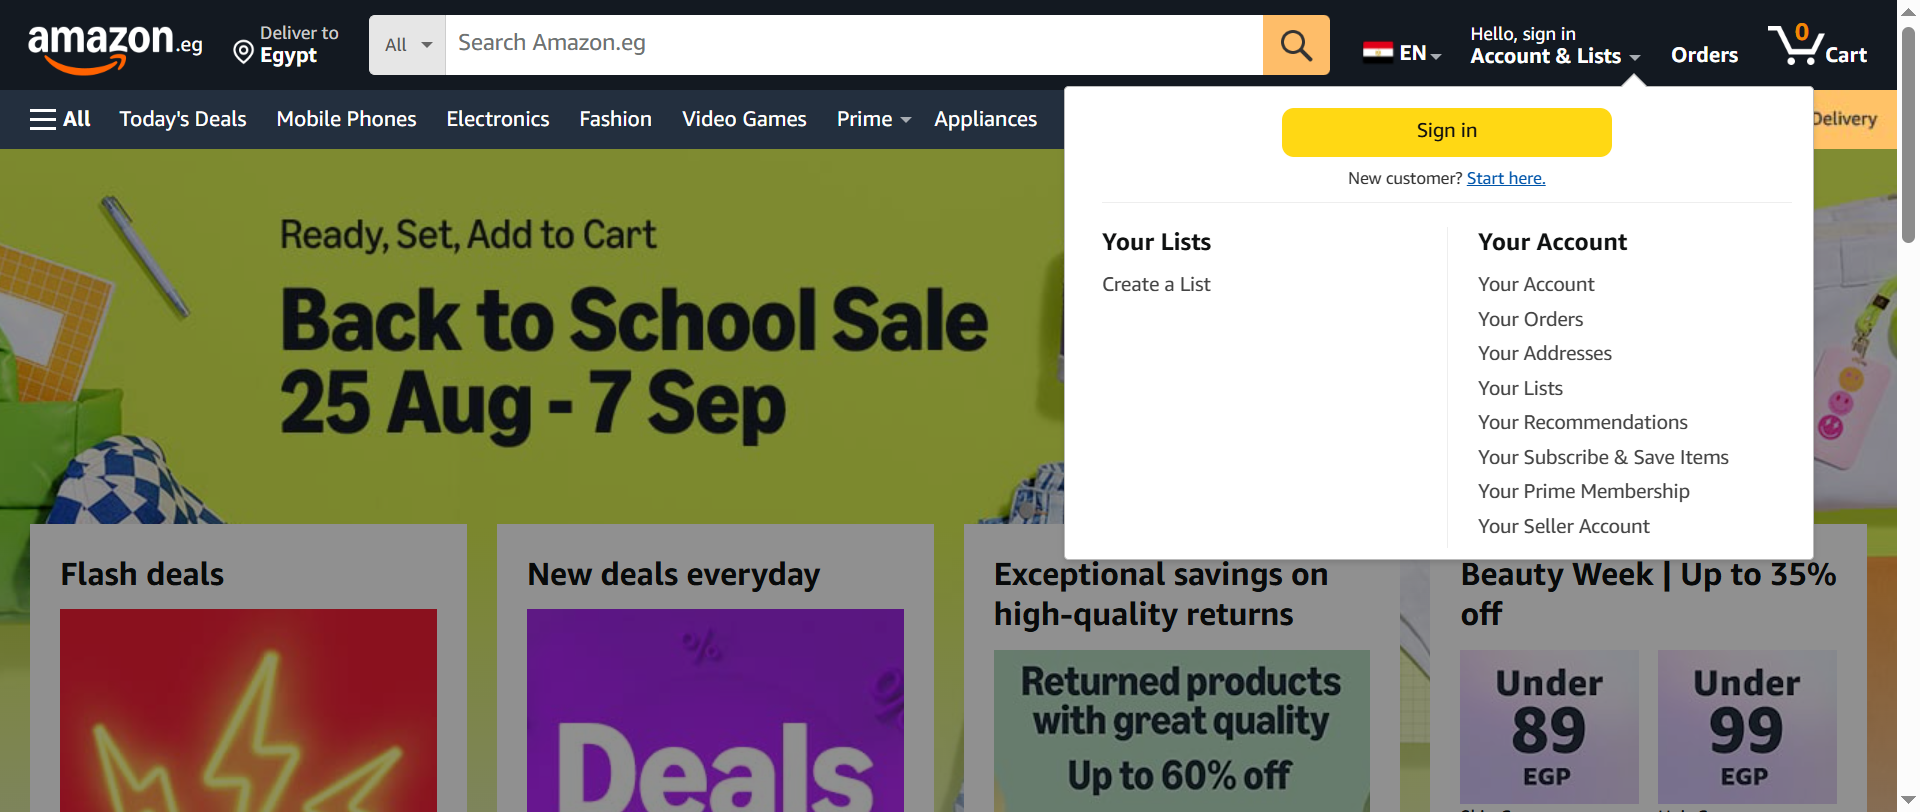 amazon.eg
Deliver to
Egypt
All
Search Amazon.eg
EN
Hello, sign in
Account & Lists
Orders
0
Cart
All
Today's Deals
Mobile Phones
Electronics
Fashion
Video Games
Prime
Appliances
Delivery
Sign in
New customer? Start here.
Your Lists
Create a List
Your Account
Your Account
Your Orders
Your Addresses
Your Lists
Your Recommendations
Your Subscribe & Save Items
Your Prime Membership
Your Seller Account
Ready, Set, Add to Cart
Back to School Sale
25 Aug - 7 Sep
Flash deals
New deals everyday
%
%
Deals
Exceptional savings on
high-quality returns
Returned products
with great quality
Up to 60% off
Beauty Week | Up to 35%
off
Under
89
EGP
Under
99
EGP